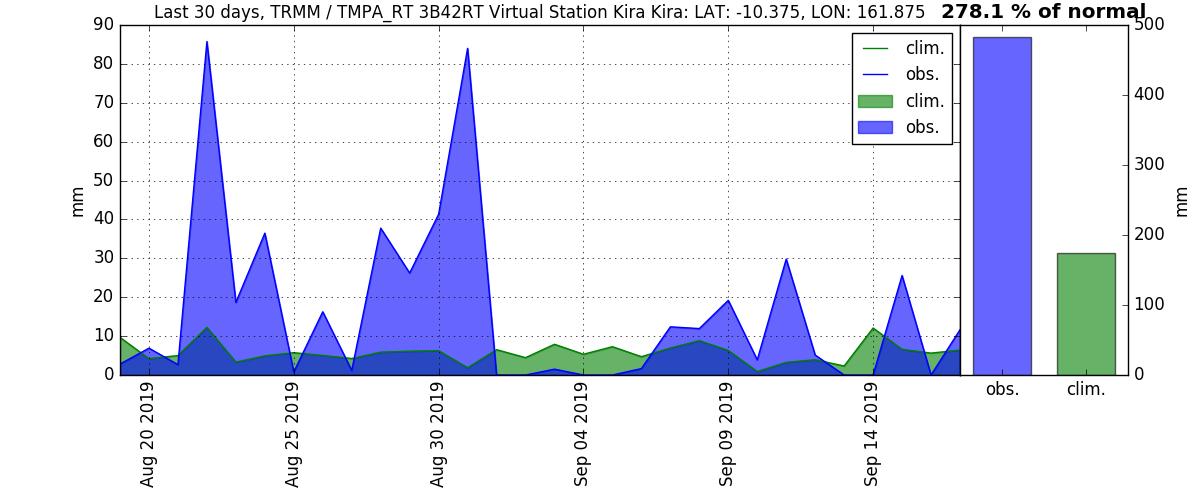 Last 30 days, TRMM / TMPA_RT 3B42RT Virtual Station Kira Kira: LAT: -10.375, LON: 161.875
278.1 % of normal
90
80
70
60
50
40
30
20
10
0
mm
clim.
obs.
clim.
obs.
Aug 20 2019
Aug 25 2019
Aug 30 2019
Sep 04 2019
Sep 09 2019
Sep 14 2019
500
400
300
200
100
0
mm
obs.
clim.